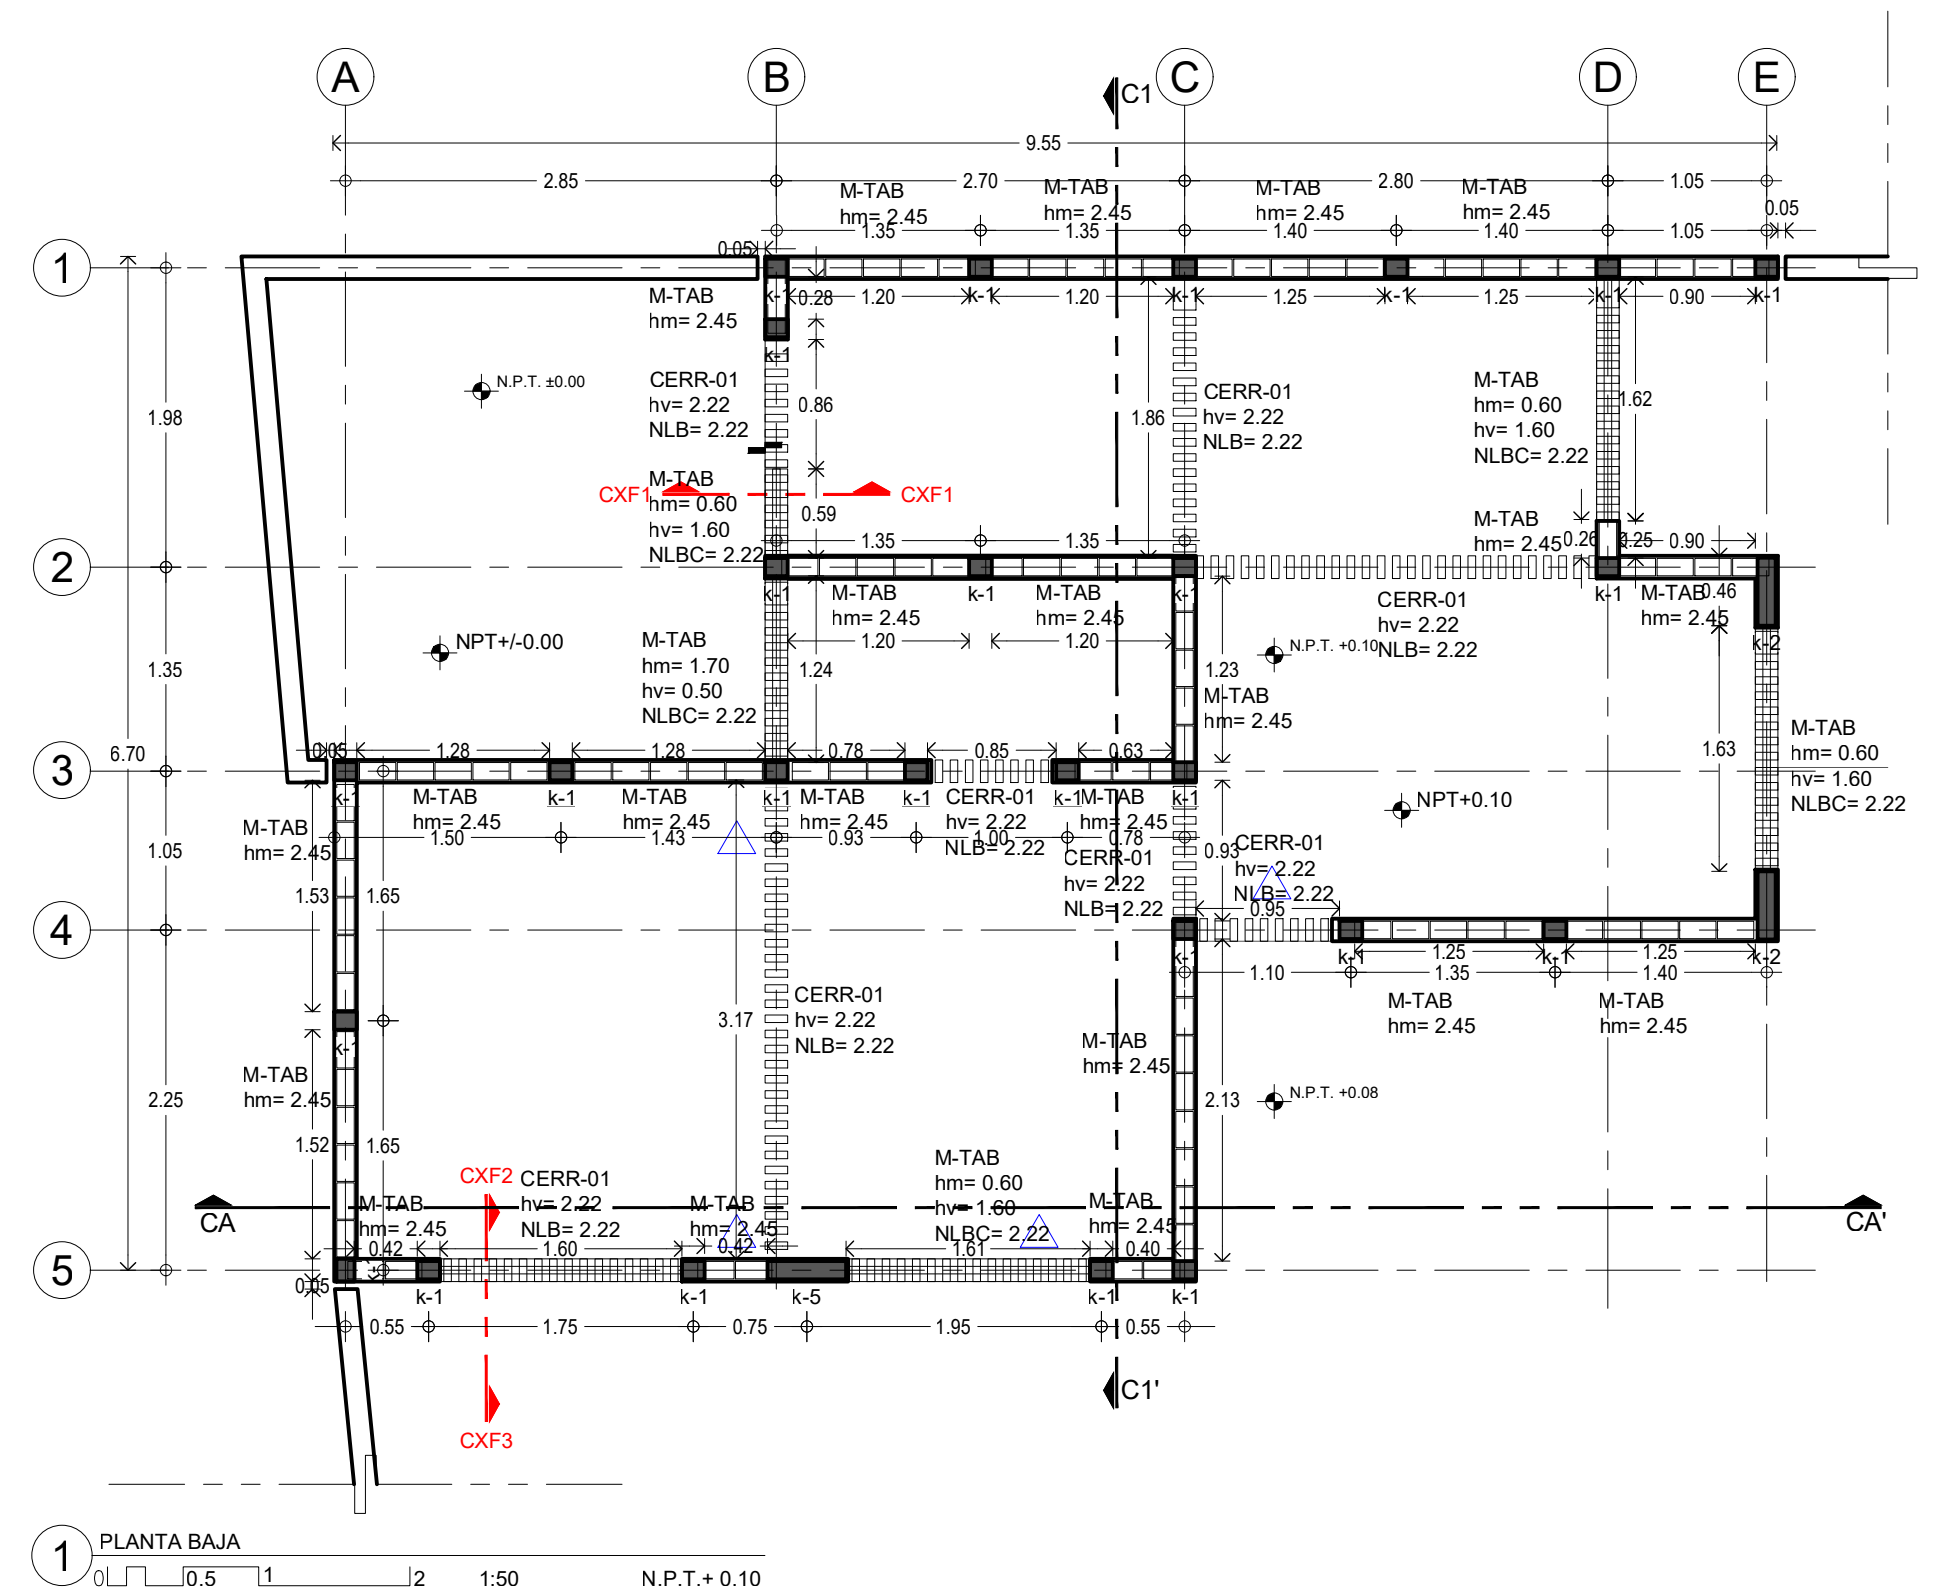 A B C D E
C1
9.55
2.85 2.70 2.80 1.05
M-TAB
hm= 2.45
M-TAB
hm= 2.45
M-TAB
hm= 2.45
M-TAB
hm= 2.45
0.05
1.35 1.35 1.40 1.40 1.05
0.05
1
k-1 k-1 k-1 k-1 k-1 k-1
0.28
1.20 1.20 1.25 1.25 0.90
M-TAB
hm= 2.45
k-1
N.P.T. ±0.00
CERR-01
hv= 2.22
NLB= 2.22
0.86
1.98
1.86
CERR-01
hv= 2.22
NLB= 2.22
M-TAB
hm= 0.60
hv= 1.60
NLBC= 2.22
1.62
CXF1 CXF1
M-TAB
hm= 0.60
hv= 1.60
NLBC= 2.22
0.59
1.35 1.35
M-TAB
hm= 2.45
0.26
0.25
0.90
2
k-1 k-1 k-1 k-1
M-TAB
hm= 2.45
M-TAB
hm= 2.45
1.20 1.20
CERR-01
hv= 2.22
NLB= 2.22
M-TAB
hm= 2.45
0.46
k-2
NPT+/-0.00
M-TAB
hm= 1.70
hv= 0.50
NLBC= 2.22
1.24
1.23
N.P.T. +0.10
M-TAB
hm= 2.45
1.35
6.70
1.63
M-TAB
hm= 0.60
hv= 1.60
NLBC= 2.22
0.05
1.28 1.28 0.78 0.85 0.63
3
k-1 k-1 k-1 k-1 k-1 k-1
M-TAB
hm= 2.45
M-TAB
hm= 2.45
M-TAB
hm= 2.45
CERR-01
hv= 2.22
NLB= 2.22
M-TAB
hm= 2.45
NPT+0.10
M-TAB
hm= 2.45
1.50 1.43 0.93 1.00 0.78
1.05
0.93
CERR-01
hv= 2.22
NLB= 2.22
CERR-01
hv= 2.22
NLB= 2.22
1.53 1.65
0.95
4
k-1 k-1 k-1 k-2
1.25 1.25
1.10 1.35 1.40
M-TAB
hm= 2.45
M-TAB
hm= 2.45
3.17
CERR-01
hv= 2.22
NLB= 2.22
k-1
M-TAB
hm= 2.45
M-TAB
hm= 2.45
2.25
2.13
N.P.T. +0.08
1.52 1.65
CXF2
CERR-01
hv= 2.22
NLB= 2.22
M-TAB
hm= 0.60
hv= 1.60
NLBC= 2.22
CA CA'
M-TAB
hm= 2.45
M-TAB
hm= 2.45
M-TAB
hm= 2.45
0.42 1.60 0.42 1.61 0.40
5
0.05
k-1 k-1 k-5 k-1 k-1
0.55 1.75 0.75 1.95 0.55
C1'
CXF3
1
PLANTA BAJA
0 0.5 1 2 1:50 N.P.T.+ 0.10